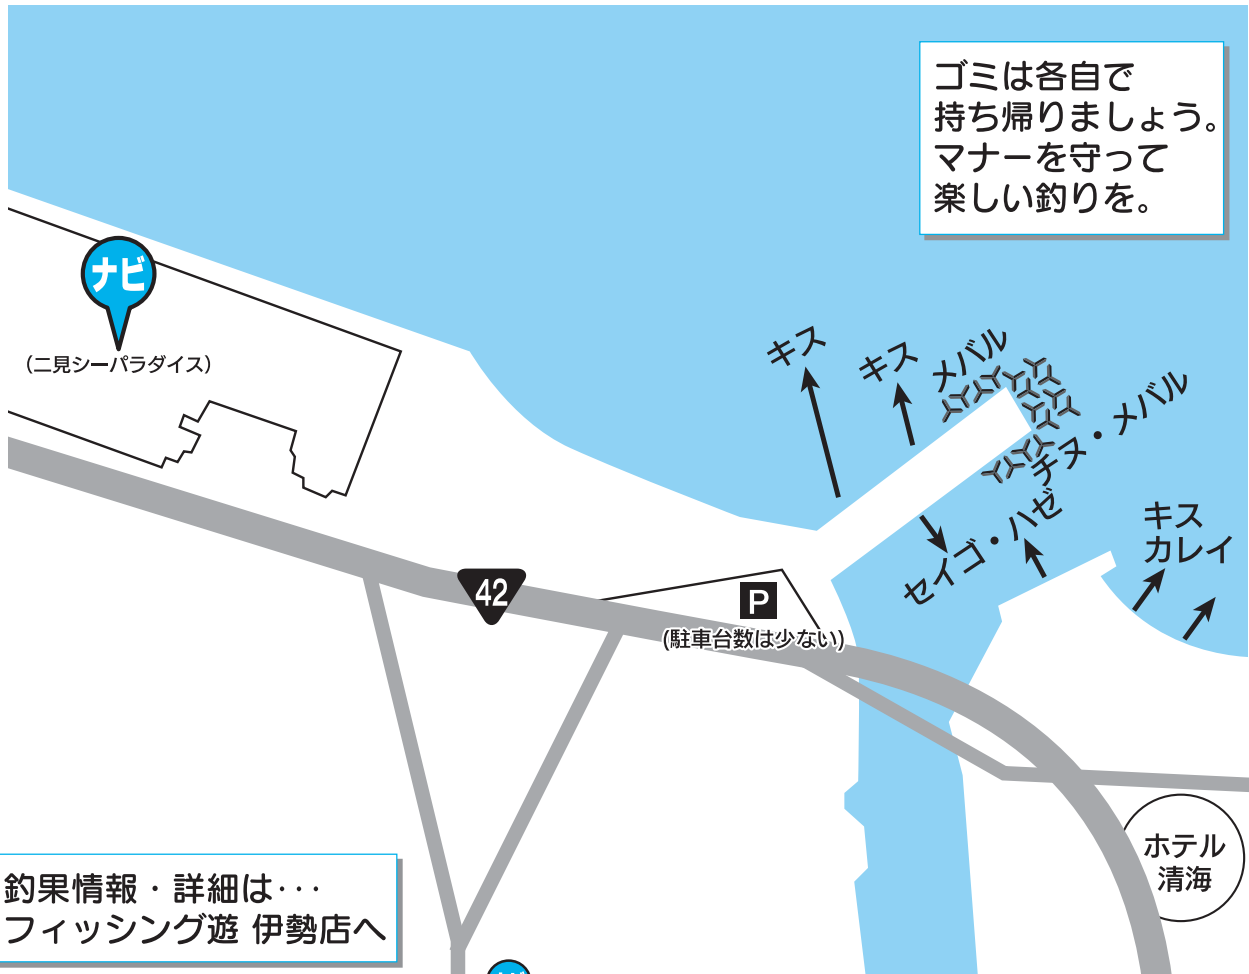 ゴミは各自で
持ち帰りましょう。
マナーを守って
楽しい釣りを。
ナビ
(二見シーパラダイス)
キス
キス
メバル
チヌ・メバル
セイゴ・ハゼ
キス
カレイ
42
P
(駐車台数は少ない)
ホテル
清海
釣果情報・詳細は・・・
フィッシング遊 伊勢店へ